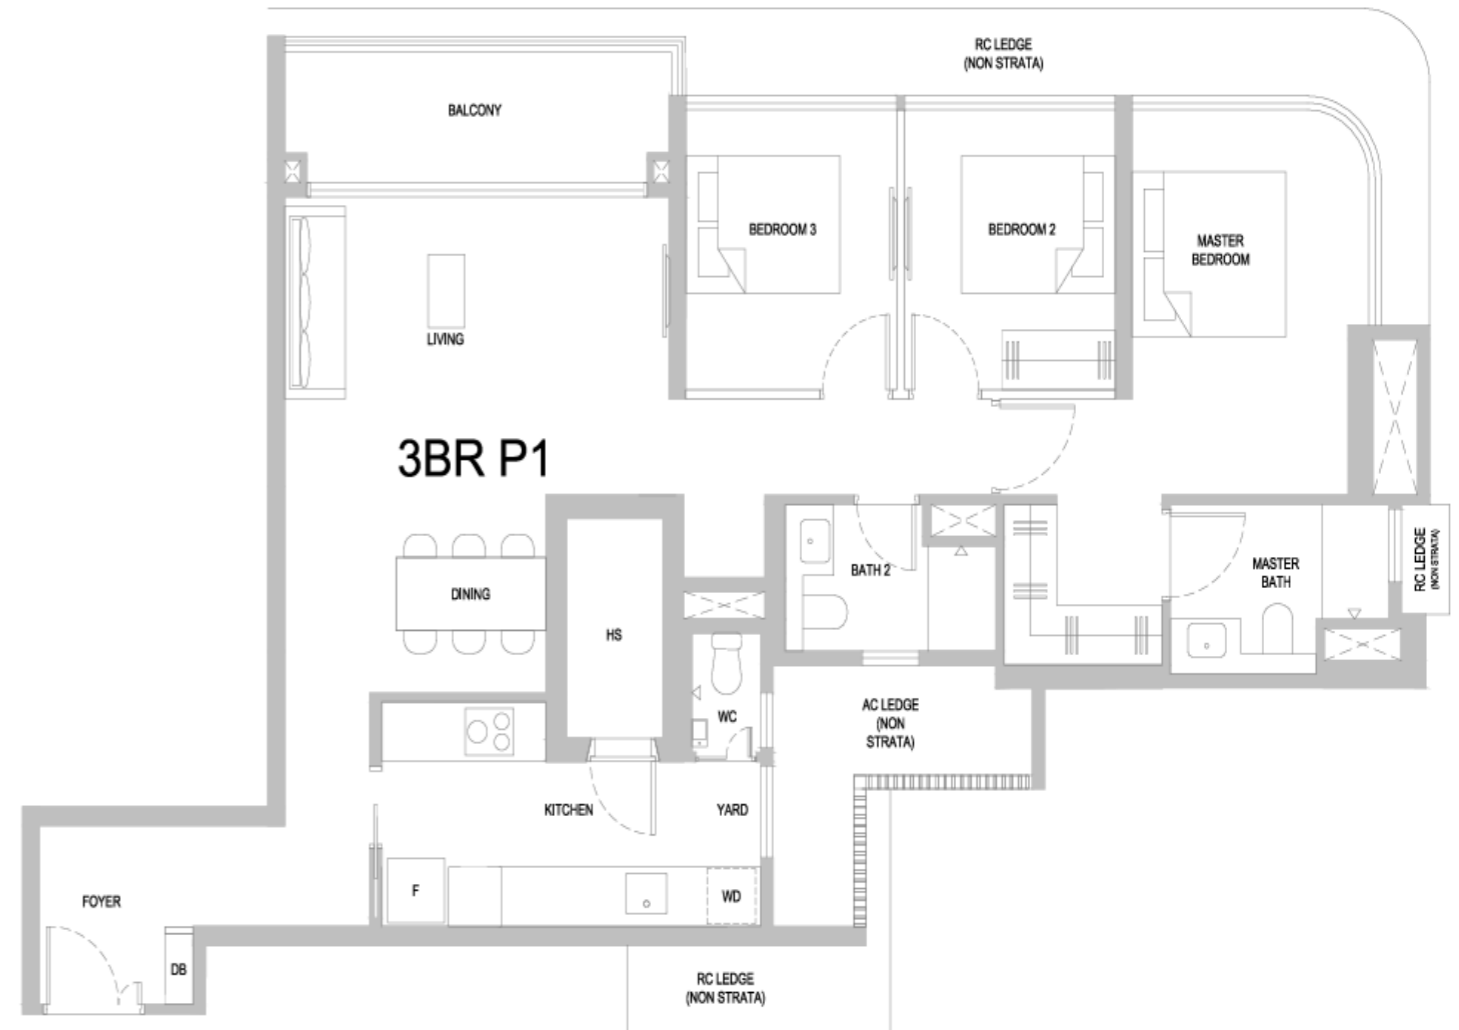 RC LEDGE
(NON STRATA)
BALCONY
BEDROOM 3
BEDROOM 2
MASTER
BEDROOM
LIVING
3BR P1
DINING
HS
BATH 2
MASTER
BATH
RC LEDGE
(NON STRATA)
WC
AC LEDGE
(NON
STRATA)
KITCHEN
YARD
F
WD
FOYER
DB
RC LEDGE
(NON STRATA)